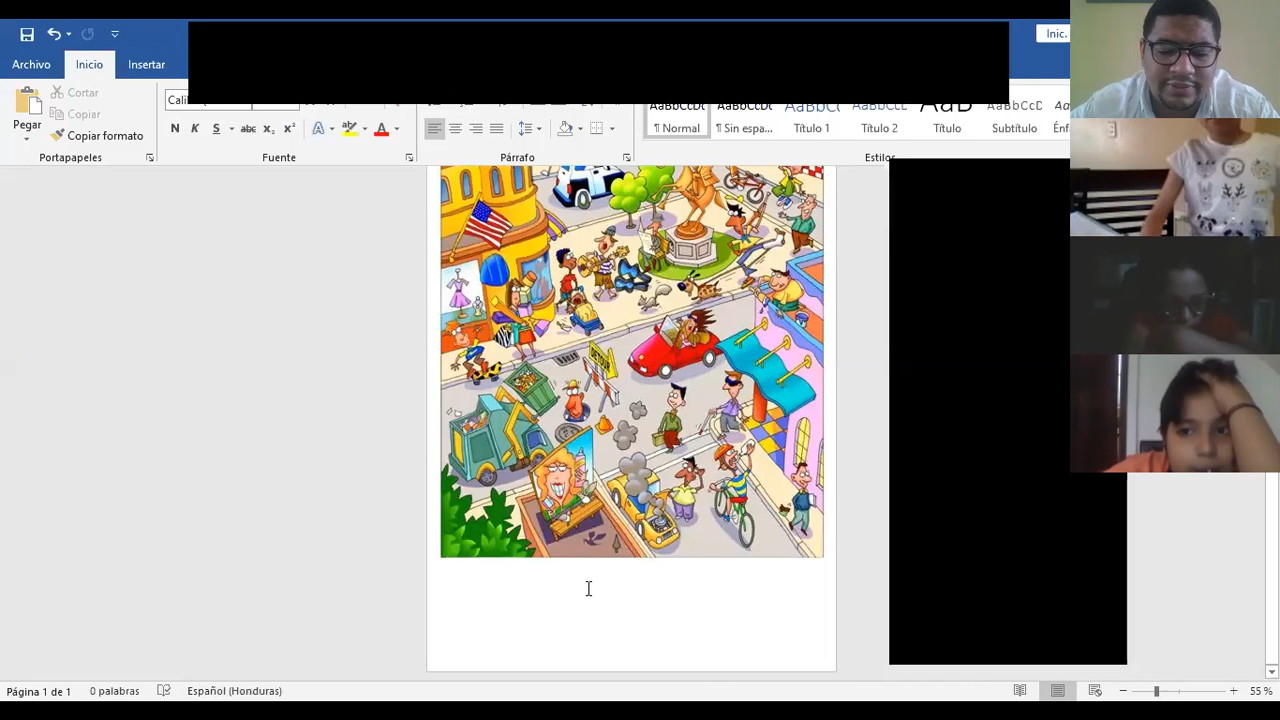 Inic.
Archivo Inicio Insertar
Pegar
Cortar
Copiar
Copiar formato
N K S abc x₂ x² A A
AaBbCcDc AaBbCcDc AaBbC AaBbCcC AaB AaBbCcD
¶ Normal ¶ Sin espa... Título 1 Título 2 Título Subtítulo
Portapapeles Fuente Párrafo Estilos
DETOUR
Página 1 de 1 0 palabras Español (Honduras) 55 %